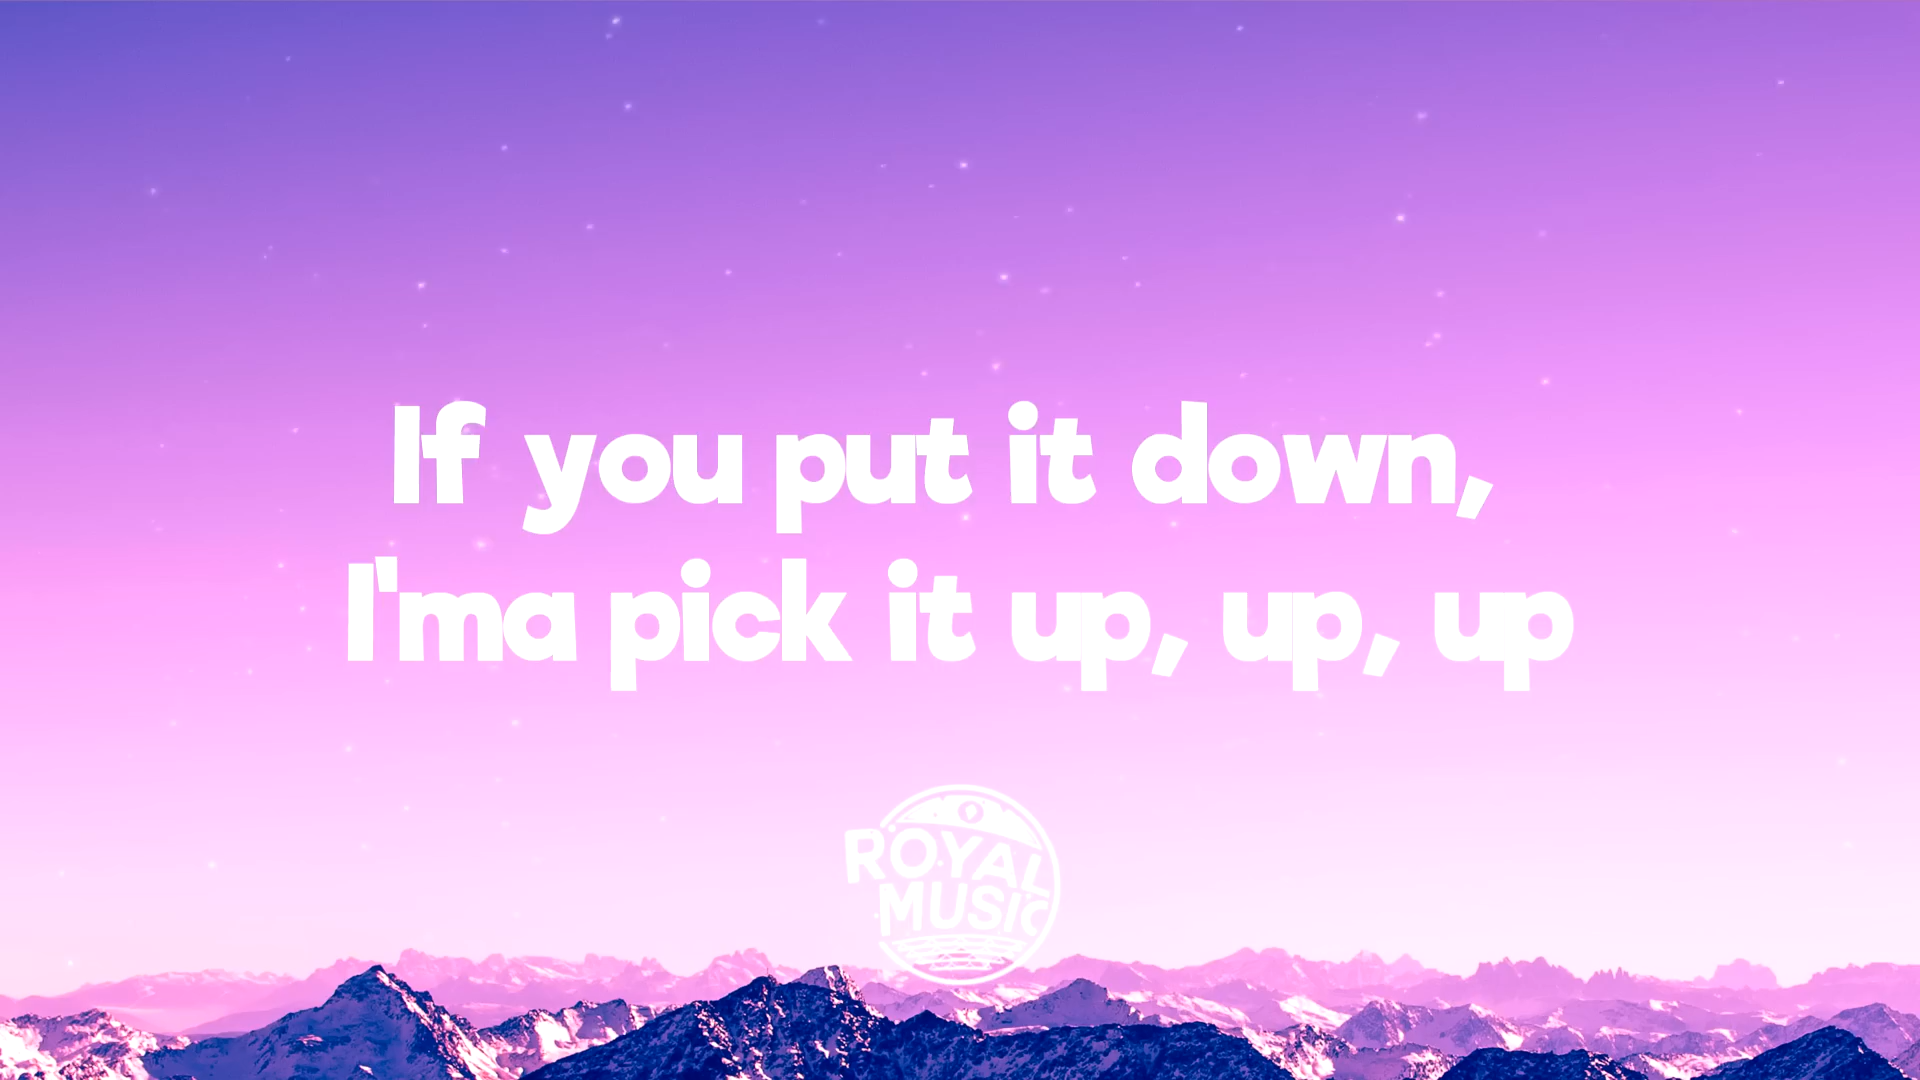 If you put it down,
I'ma pick it up, up, up
ROYAL
MUSIC